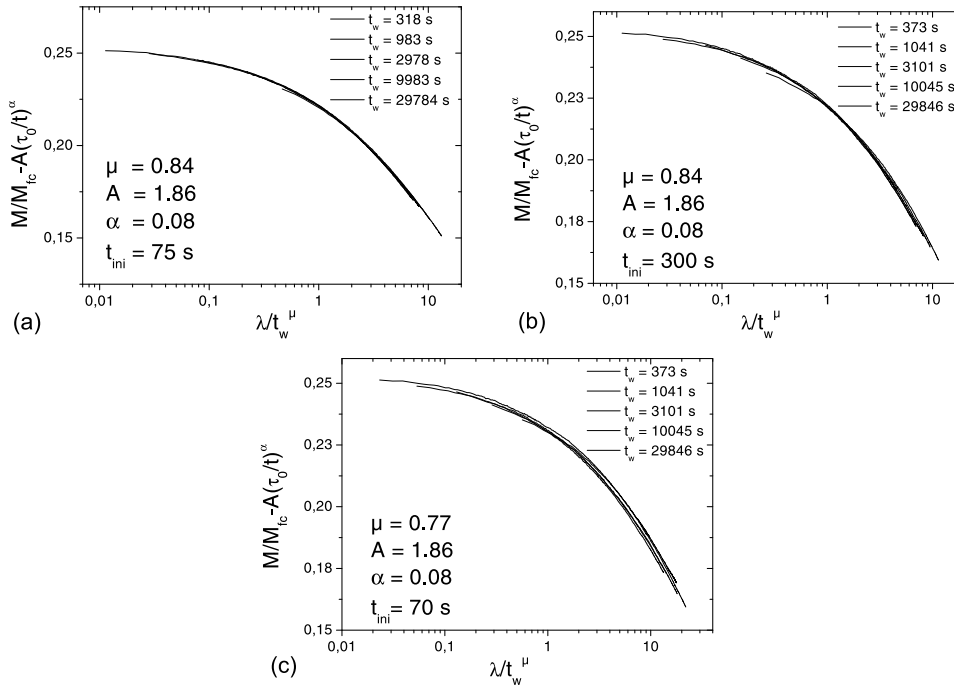 t_w = 318 s
t_w = 983 s
t_w = 2978 s
t_w = 9983 s
t_w = 29784 s
0,25
0,20
0,15
M/M_fc-A(τ_0/t)^α
μ = 0.84
A = 1.86
α = 0.08
t_ini = 75 s
0,01
0,1
1
10
λ/t_w^μ
(a)
t_w = 373 s
t_w = 1041 s
t_w = 3101 s
t_w = 10045 s
t_w = 29846 s
0,25
0,23
0,20
0,18
0,15
M/M_fc-A(τ_0/t)^α
μ = 0.84
A = 1.86
α = 0.08
t_ini = 300 s
0,01
0,1
1
10
λ/t_w^μ
(b)
t_w = 373 s
t_w = 1041 s
t_w = 3101 s
t_w = 10045 s
t_w = 29846 s
0,25
0,23
0,20
0,18
0,15
M/M_fc-A(τ_0/t)^α
μ = 0.77
A = 1.86
α = 0.08
t_ini = 70 s
0,01
0,1
1
10
λ/t_w^μ
(c)